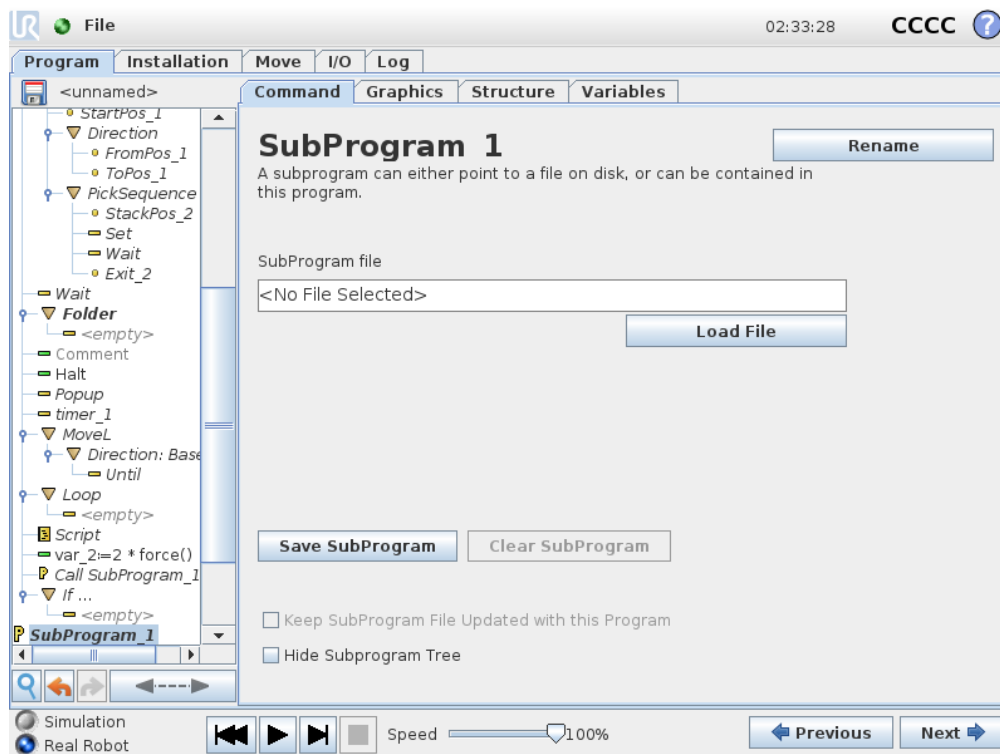 UR File 02:33:28 CCCC ?
Program Installation Move I/O Log
<unnamed>
Command Graphics Structure Variables
StartPos_1
Direction
FromPos_1
ToPos_1
PickSequence
StackPos_2
Set
Wait
Exit_2
Wait
Folder
<empty>
Comment
Halt
Popup
timer_1
MoveL
Direction: Base
Until
Loop
<empty>
Script
var_2:=2 * force()
P Call SubProgram_1
If ...
<empty>
P SubProgram_1
SubProgram 1
Rename
A subprogram can either point to a file on disk, or can be contained in
this program.
SubProgram file
<No File Selected>
Load File
Save SubProgram Clear SubProgram
Keep SubProgram File Updated with this Program
Hide Subprogram Tree
Simulation
Real Robot
Speed 100%
Previous Next